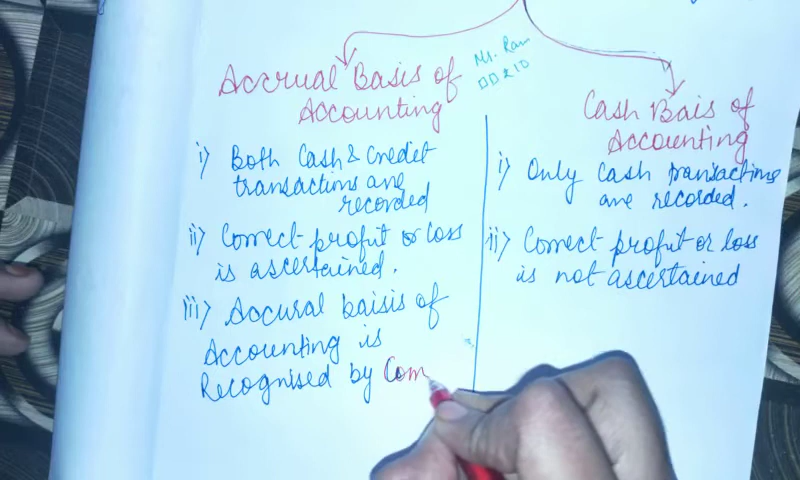 Accrual Basis of
Accounting
i) Both Cash & Credit
transactions are
recorded
ii) Correct profit or loss
is ascertained.
iii) Accural baisis of
Accounting is
Recognised by Com
Cash Bais of
Accounting
i) Only Cash transactions
are recorded.
ii) Correct profit or loss
is not ascertained